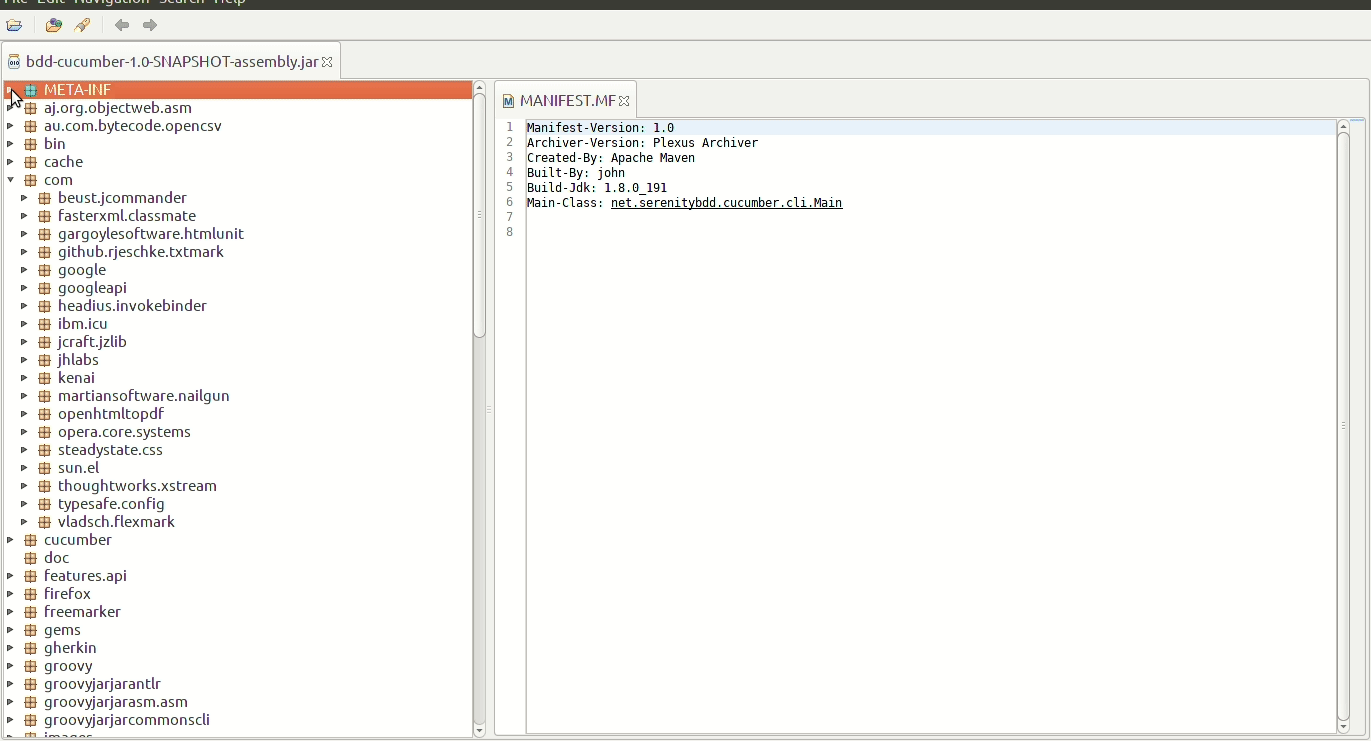 File Edit Navigation Search Help
bdd-cucumber-1.0-SNAPSHOT-assembly.jar
META-INF
aj.org.objectweb.asm
au.com.bytecode.opencsv
bin
cache
com
beust.jcommander
fasterxml.classmate
gargoylesoftware.htmlunit
github.rjeschke.txtmark
google
googleapi
headius.invokebinder
ibm.icu
jcraft.jzlib
jhlabs
kenai
martiansoftware.nailgun
openhtmltopdf
opera.core.systems
steadystate.css
sun.el
thoughtworks.xstream
typesafe.config
vladsch.flexmark
cucumber
doc
features.api
firefox
freemarker
gems
gherkin
groovy
groovyjarjarantlr
groovyjarjarasm.asm
groovyjarjarcommonscli
images
MANIFEST.MF
1 Manifest-Version: 1.0
2 Archiver-Version: Plexus Archiver
3 Created-By: Apache Maven
4 Built-By: john
5 Build-Jdk: 1.8.0_191
6 Main-Class: net.serenitybdd.cucumber.cli.Main
7
8